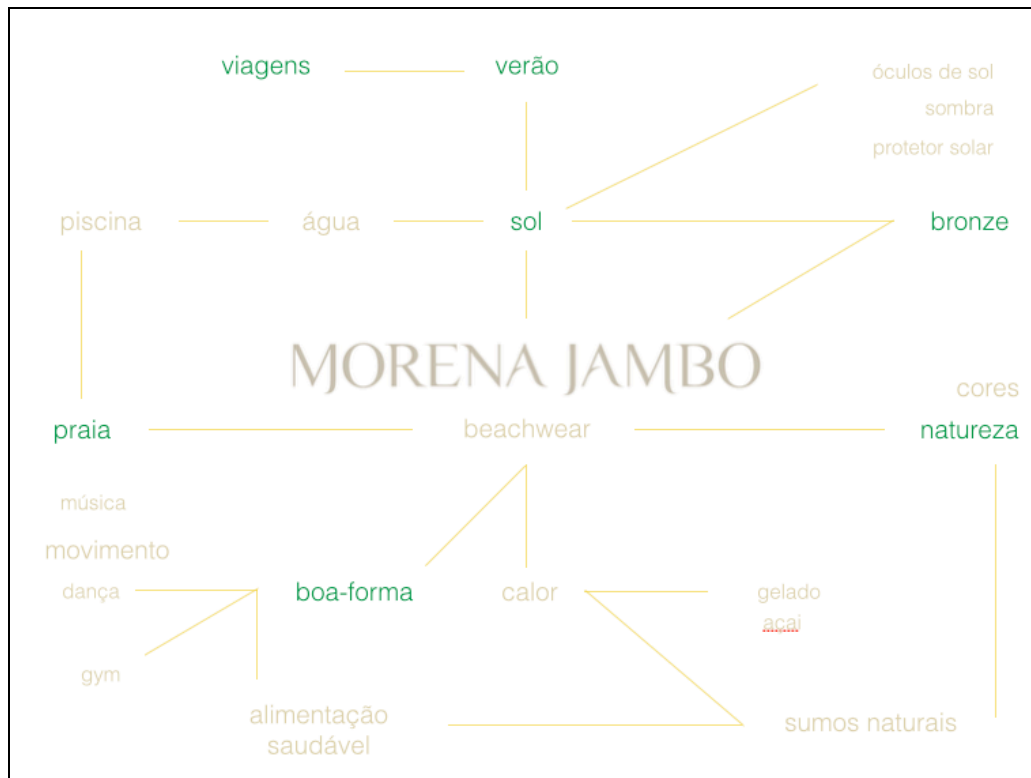 viagens verão
óculos de sol
sombra
protetor solar
piscina água sol bronze
MORENA JAMBO
cores
praia beachwear natureza
música
movimento
dança boa-forma calor gelado
açai
gym
alimentação
saudável
sumos naturais